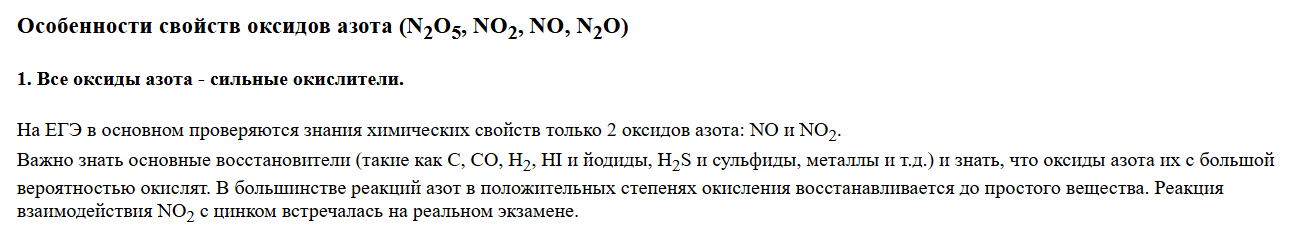 Особенности свойств оксидов азота (N₂O₅, NO₂, NO, N₂O)
1. Все оксиды азота - сильные окислители.
На ЕГЭ в основном проверяются знания химических свойств только 2 оксидов азота: NO и NO₂.
Важно знать основные восстановители (такие как C, CO, H₂, HI и йодиды, H₂S и сульфиды, металлы и т.д.) и знать, что оксиды азота их с большой
вероятностью окислят. В большинстве реакций азот в положительных степенях окисления восстанавливается до простого вещества. Реакция
взаимодействия NO₂ с цинком встречалась на реальном экзамене.